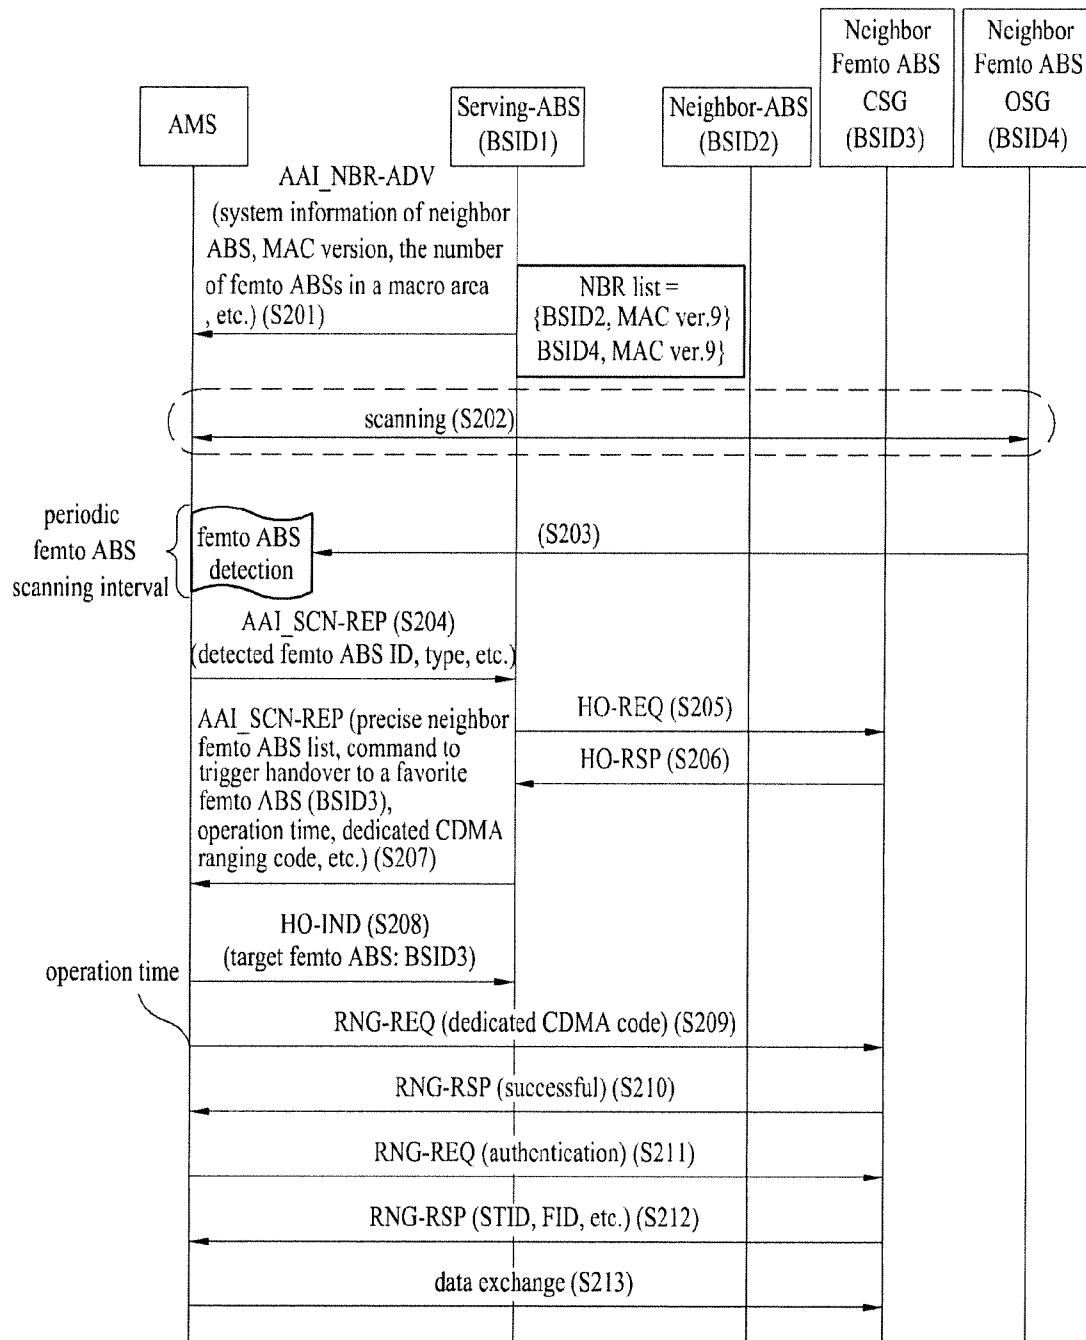 AMS
Serving-ABS
(BSID1)
Neighbor-ABS
(BSID2)
Neighbor
Femto ABS
CSG
(BSID3)
Neighbor
Femto ABS
OSG
(BSID4)
AAI_NBR-ADV
(system information of neighbor
ABS, MAC version, the number
of femto ABSs in a macro area
, etc.) (S201)
NBR list =
{BSID2, MAC ver.9}
BSID4, MAC ver.9}
scanning (S202)
periodic
femto ABS
scanning interval
femto ABS
detection
(S203)
AAI_SCN-REP (S204)
(detected femto ABS ID, type, etc.)
HO-REQ (S205)
HO-RSP (S206)
AAI_SCN-REP (precise neighbor
femto ABS list, command to
trigger handover to a favorite
femto ABS (BSID3),
operation time, dedicated CDMA
ranging code, etc.) (S207)
HO-IND (S208)
(target femto ABS: BSID3)
operation time
RNG-REQ (dedicated CDMA code) (S209)
RNG-RSP (successful) (S210)
RNG-REQ (authentication) (S211)
RNG-RSP (STID, FID, etc.) (S212)
data exchange (S213)